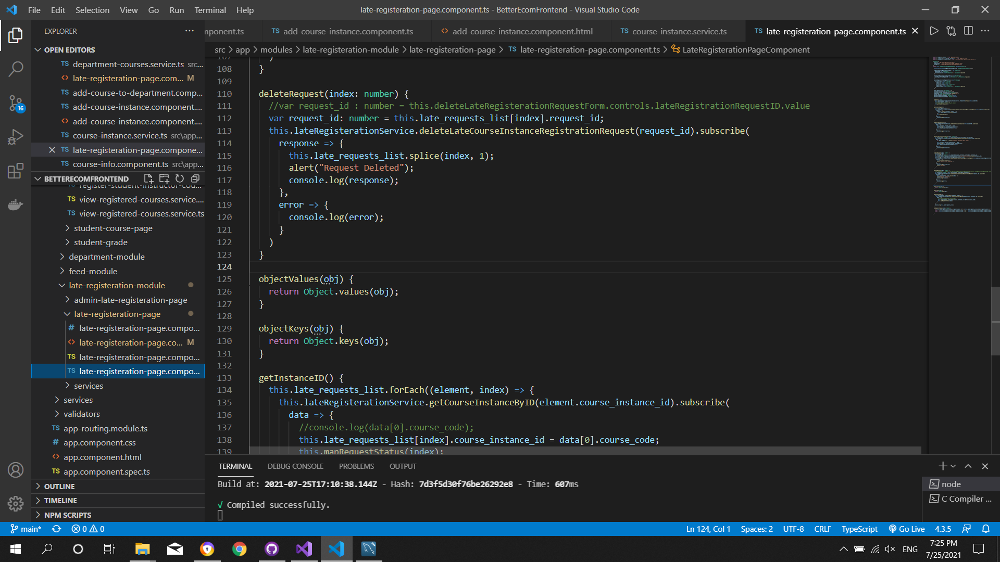 File Edit Selection View Go Run Terminal Help
late-registeration-page.component.ts - BetterEcomFrontend - Visual Studio Code
EXPLORER
OPEN EDITORS
TS department-courses.service.ts src...
<> late-registeration-page.com... M
TS add-course-to-department.comp...
TS add-course-instance.component....
<> add-course-instance.component....
TS course-instance.service.ts src\app...
TS late-registeration-page.compone...
TS course-info.component.ts src\app...
BETTERECOMFRONTEND
TS view-registered-courses.service....
TS view-registered-courses.service.ts
student-course-page
student-grade
department-module
feed-module
late-registeration-module
admin-late-registeration-page
late-registeration-page
# late-registeration-page.compo...
<> late-registeration-page.co... M
TS late-registeration-page.compo...
TS late-registeration-page.compo...
services
services
validators
TS app-routing.module.ts
# app.component.css
<> app.component.html
TS app.component.spec.ts
OUTLINE
TIMELINE
NPM SCRIPTS
mponent.ts
TS add-course-instance.component.ts
<> add-course-instance.component.html
TS course-instance.service.ts
TS late-registeration-page.component.ts
src > app > modules > late-registeration-module > late-registeration-page > TS late-registeration-page.component.ts > LateRegisterationPageComponent
107 )
108 }
109
110 deleteRequest(index: number) {
111 //var request_id : number = this.deleteLateRegisterationRequestForm.controls.lateRegistrationRequestID.value
112 var request_id: number = this.late_requests_list[index].request_id;
113 this.lateRegisterationService.deleteLateCourseInstanceRegistrationRequest(request_id).subscribe(
114 response => {
115 this.late_requests_list.splice(index, 1);
116 alert("Request Deleted");
117 console.log(response);
118 },
119 error => {
120 console.log(error);
121 }
122 )
123 }
124
125 objectValues(obj) {
126 return Object.values(obj);
127 }
128
129 objectKeys(obj) {
130 return Object.keys(obj);
131 }
132
133 getInstanceID() {
134 this.late_requests_list.forEach((element, index) => {
135 this.lateRegisterationService.getCourseInstanceByID(element.course_instance_id).subscribe(
136 data => {
137 //console.log(data[0].course_code);
138 this.late_requests_list[index].course_instance_id = data[0].course_code;
139 this.mapRequestStatus(index);
TERMINAL DEBUG CONSOLE PROBLEMS OUTPUT
Build at: 2021-07-25T17:10:38.144Z - Hash: 7d3f5d30f76be26292e8 - Time: 607ms
√ Compiled successfully.
node
C Compiler ...
16
main* 0 0
Ln 124, Col 1 Spaces: 2 UTF-8 CRLF TypeScript Go Live 4.3.5
ENG
7:25 PM
7/25/2021